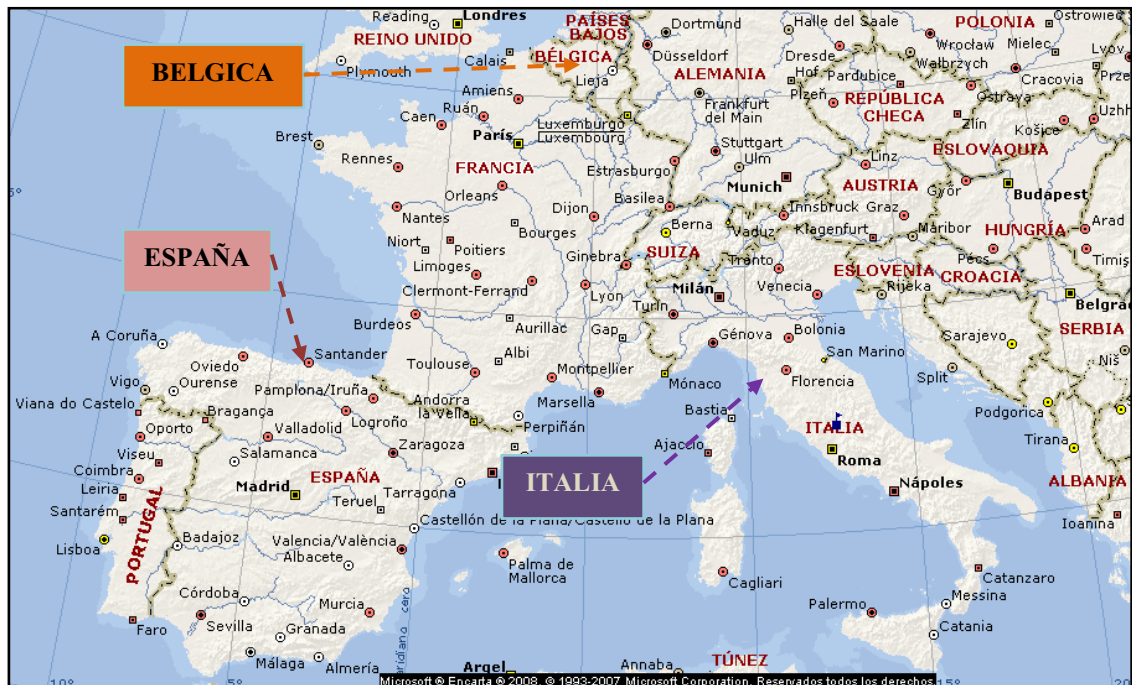 Reading
Londres
PAÍSES
BAJOS
Dortmund
Halle del Saale
POLONIA
Ostrowiec
REINO UNIDO
Calais
BÉLGICA
Düsseldorf
Dresde
Wrocław
Mielec
Lvov
BELGICA
Plymouth
Lieja
ALEMANIA
Hof
Pardubice
Wałbrzych
Cracovia
Amiens
Plzeň
Ostrava
Ruán
Frankfurt
del Main
REPÚBLICA
CHECA
Caen
Luxemburgo
Luxembourg
Zlín
Košice
Brest
París
Stuttgart
ESLOVAQUIA
Rennes
FRANCIA
Estrasburgo
Ulm
Linz
Munich
AUSTRIA
Győr
Budapest
Orleans
Basilea
Nantes
Dijon
Innsbruck
Graz
Arad
Bourges
Berna
Vaduz
Klagenfurt
Maribor
HUNGRÍA
Niort
Poitiers
SUIZA
ESPAÑA
Limoges
Ginebra
Trento
ESLOVENIA
Pécs
CROACIA
Clermont-Ferrand
Lyon
Milán
Venecia
Rijeka
Turín
Burdeos
Aurillac
Gap
Génova
Bolonia
Sarajevo
SERBIA
A Coruña
Santander
Albi
San Marino
Oviedo
Toulouse
Montpellier
Split
Niš
Vigo
Ourense
Pamplona/Iruña
Andorra
la Vella
Marsella
Mónaco
Florencia
Viana do Castelo
Bragança
Logroño
Perpiñán
Bastia
Podgorica
Oporto
Valladolid
Zaragoza
ITALIA
Tirana
Viseu
Salamanca
Ajaccio
Roma
Coimbra
ESPAÑA
ITALIA
Leiria
Madrid
Tarragona
Nápoles
ALBANIA
Santarém
Teruel
Ioanina
PORTUGAL
Castellón de la Plana/Castelló de la Plana
Lisboa
Badajoz
Valencia/València
Albacete
Palma de
Mallorca
Cagliari
Catanzaro
Córdoba
Murcia
Palermo
Messina
Faro
Sevilla
Granada
Catania
Málaga
Almería
Argel
Annaba
TÚNEZ
10°
5°
10°
15°
Microsoft ® Encarta ® 2008. © 1993-2007 Microsoft Corporation. Reservados todos los derechos.